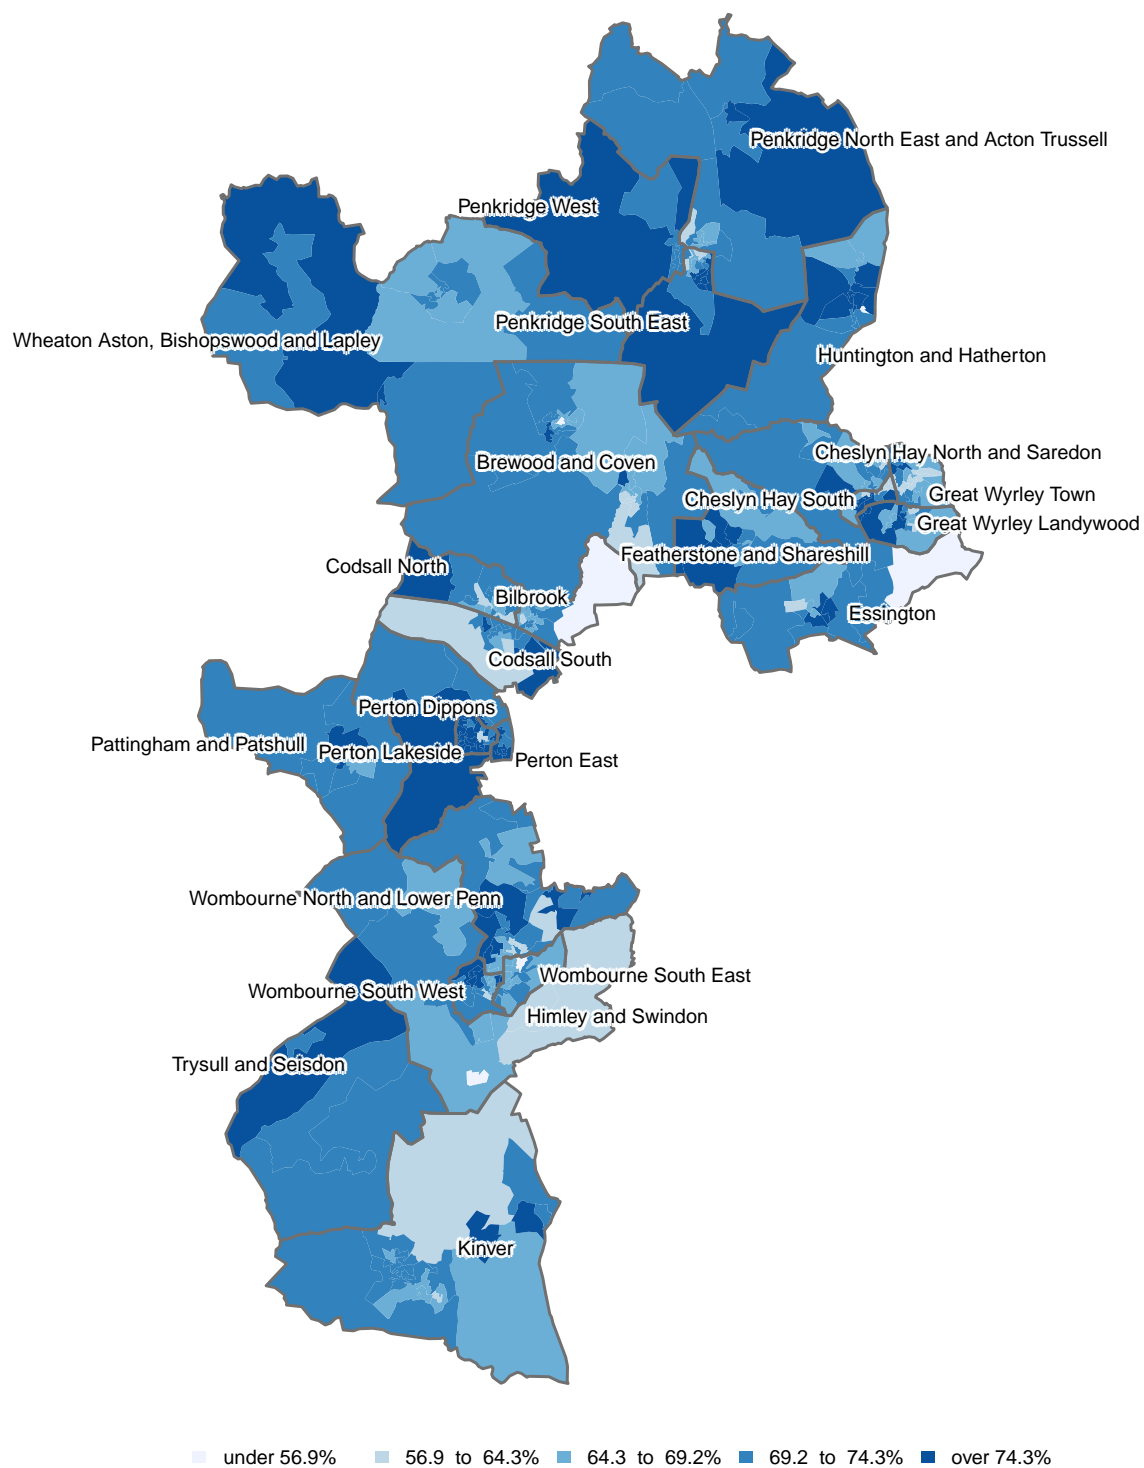 Penkridge North East and Acton Trussell
Penkridge West
Penkridge South East
Wheaton Aston, Bishopswood and Lapley
Huntington and Hatherton
Cheslyn Hay North and Saredon
Brewood and Coven
Great Wyrley Town
Cheslyn Hay South
Great Wyrley Landywood
Featherstone and Shareshill
Codsall North
Bilbrook
Essington
Codsall South
Perton Dippons
Pattingham and Patshull
Perton Lakeside
Perton East
Wombourne North and Lower Penn
Wombourne South East
Wombourne South West
Himley and Swindon
Trysull and Seisdon
Kinver
under 56.9% 56.9 to 64.3% 64.3 to 69.2% 69.2 to 74.3% over 74.3%